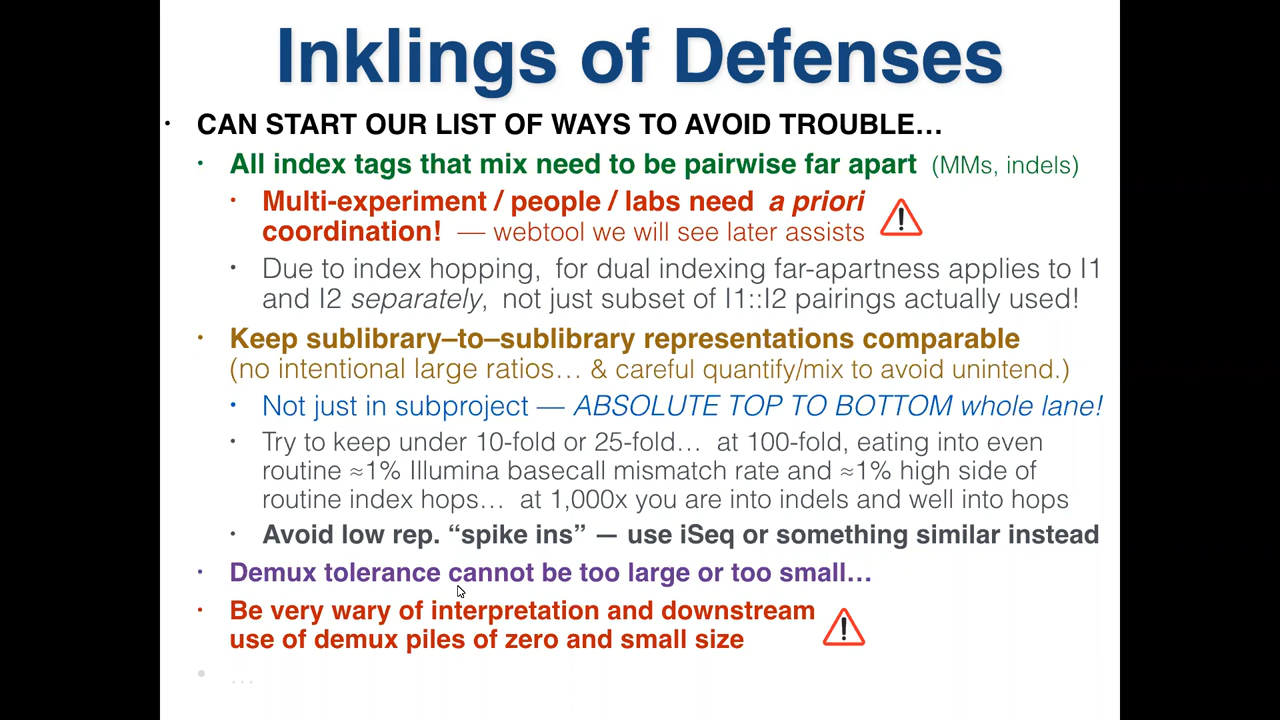 Inklings of Defenses
• CAN START OUR LIST OF WAYS TO AVOID TROUBLE…
• All index tags that mix need to be pairwise far apart (MMs, indels)
• Multi-experiment / people / labs need a priori
coordination! — webtool we will see later assists
• Due to index hopping, for dual indexing far-apartness applies to I1
and I2 separately, not just subset of I1::I2 pairings actually used!
• Keep sublibrary–to–sublibrary representations comparable
(no intentional large ratios… & careful quantify/mix to avoid unintend.)
• Not just in subproject — ABSOLUTE TOP TO BOTTOM whole lane!
• Try to keep under 10-fold or 25-fold… at 100-fold, eating into even
routine ≈1% Illumina basecall mismatch rate and ≈1% high side of
routine index hops… at 1,000x you are into indels and well into hops
• Avoid low rep. “spike ins” — use iSeq or something similar instead
• Demux tolerance cannot be too large or too small…
• Be very wary of interpretation and downstream
use of demux piles of zero and small size
• …